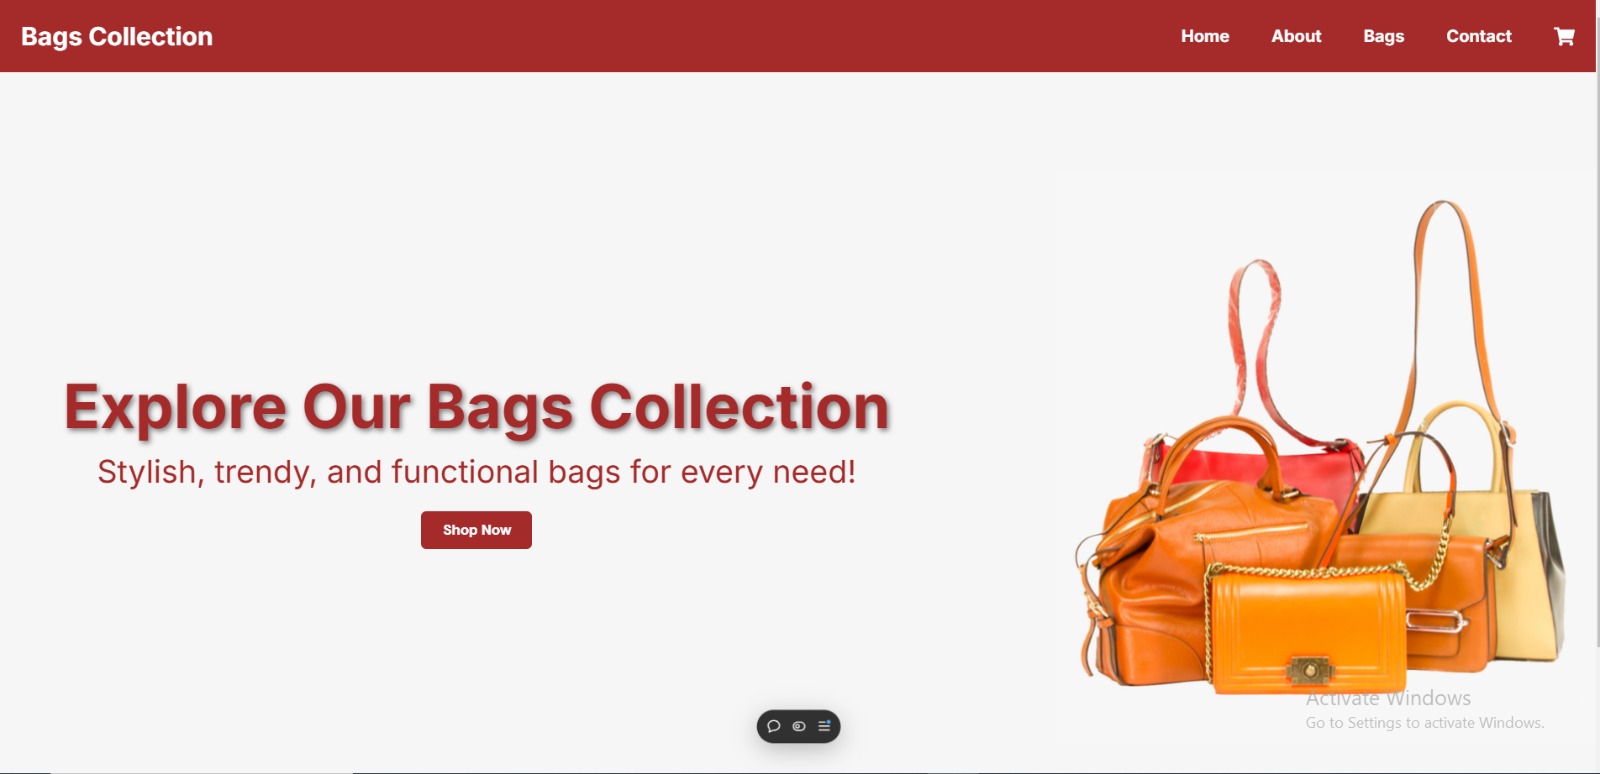 Bags Collection
Home About Bags Contact
Explore Our Bags Collection
Stylish, trendy, and functional bags for every need!
Shop Now
Activate Windows
Go to Settings to activate Windows.